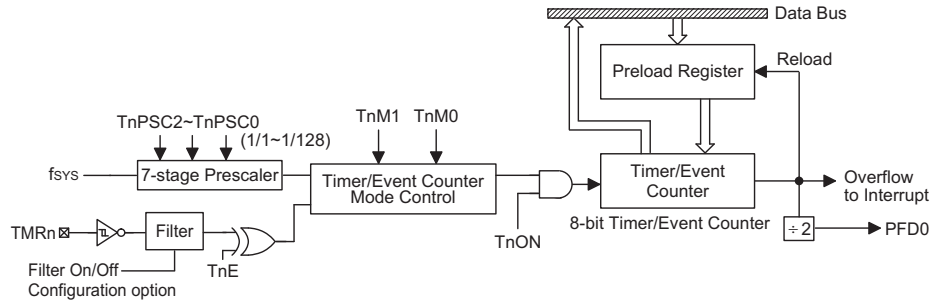 Data Bus
Preload Register
Reload
TnPSC2~TnPSC0
(1/1~1/128)
TnM1
TnM0
fSYS
7-stage Prescaler
Timer/Event Counter
Mode Control
Timer/Event
Counter
Overflow
to Interrupt
8-bit Timer/Event Counter
TMRn
Filter
TnE
TnON
÷ 2
PFD0
Filter On/Off
Configuration option